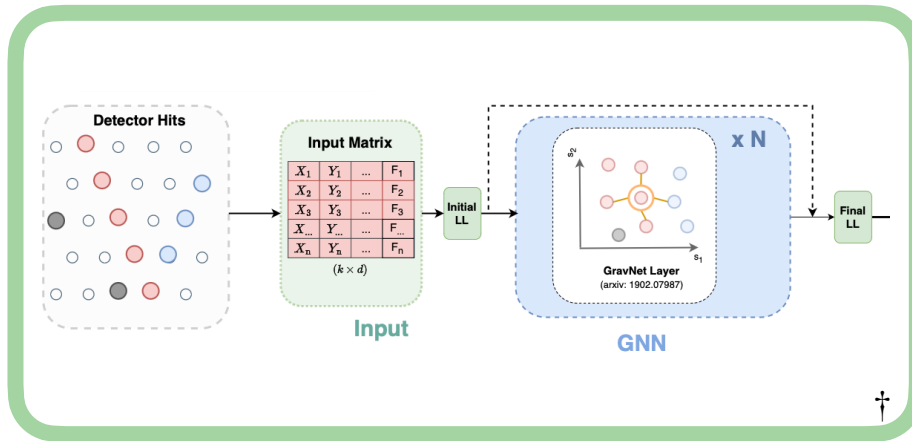 Detector Hits
Input Matrix
X₁ Y₁ ... F₁
X₂ Y₂ ... F₂
X₃ Y₃ ... F₃
X... Y... ... F...
Xₙ Yₙ ... Fₙ
(k × d)
Input
Initial
LL
x N
S₂
S₁
GravNet Layer
(arxiv: 1902.07987)
GNN
Final
LL
†